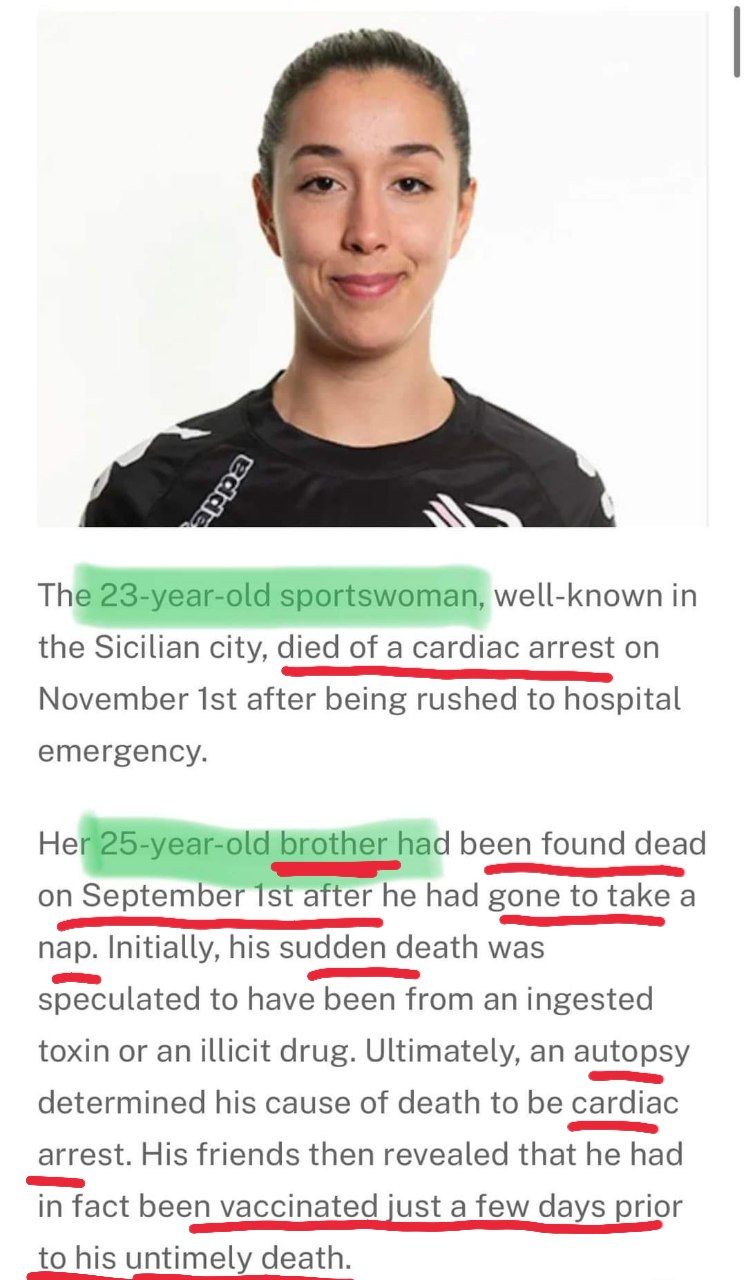 kappa
The 23-year-old sportswoman, well-known in
the Sicilian city, died of a cardiac arrest on
November 1st after being rushed to hospital
emergency.
Her 25-year-old brother had been found dead
on September 1st after he had gone to take a
nap. Initially, his sudden death was
speculated to have been from an ingested
toxin or an illicit drug. Ultimately, an autopsy
determined his cause of death to be cardiac
arrest. His friends then revealed that he had
in fact been vaccinated just a few days prior
to his untimely death.